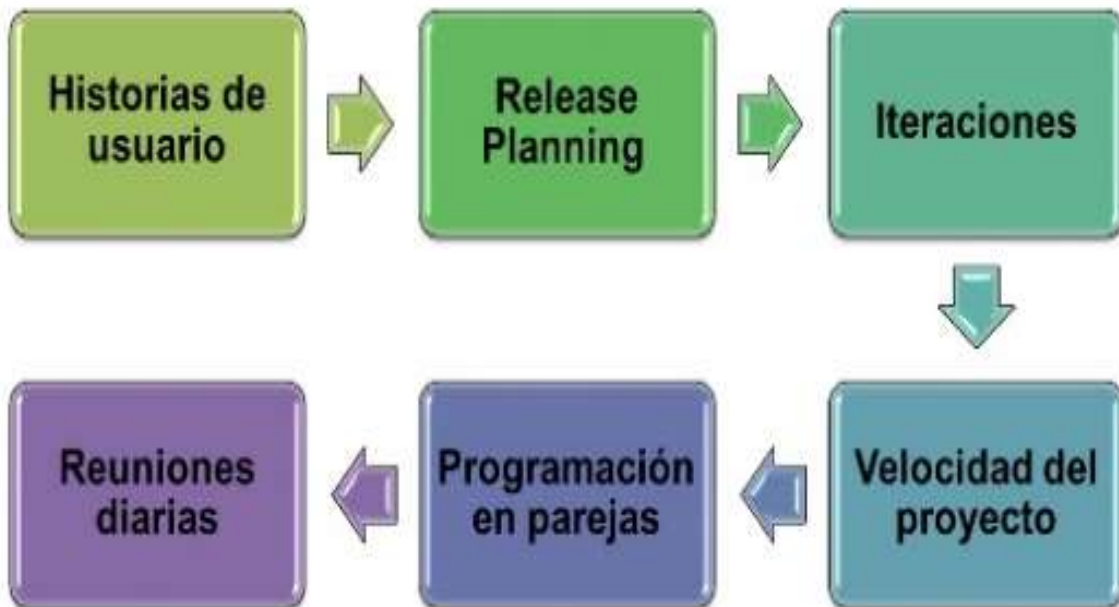 Historias de
usuario
Release
Planning
Iteraciones
Velocidad del
proyecto
Programación
en parejas
Reuniones
diarias